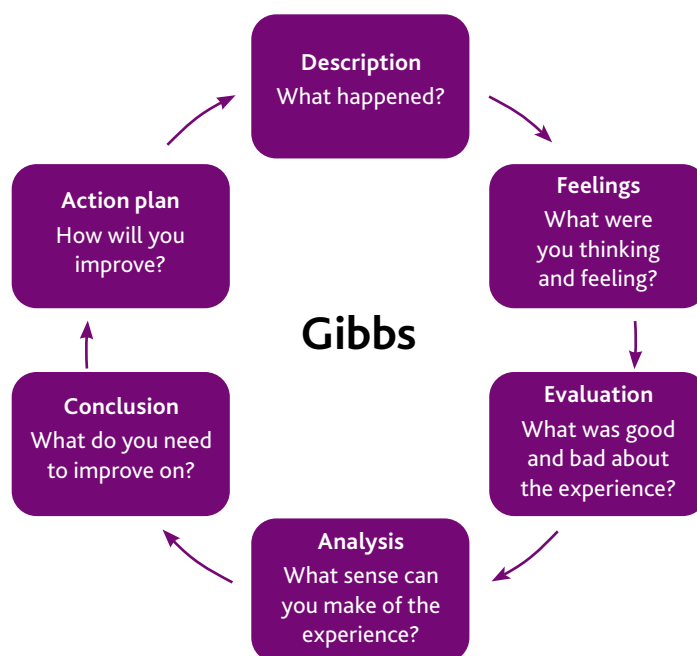 Description
What happened?
Feelings
What were
you thinking
and feeling?
Evaluation
What was good
and bad about
the experience?
Analysis
What sense can
you make of the
experience?
Conclusion
What do you need
to improve on?
Action plan
How will you
improve?
Gibbs